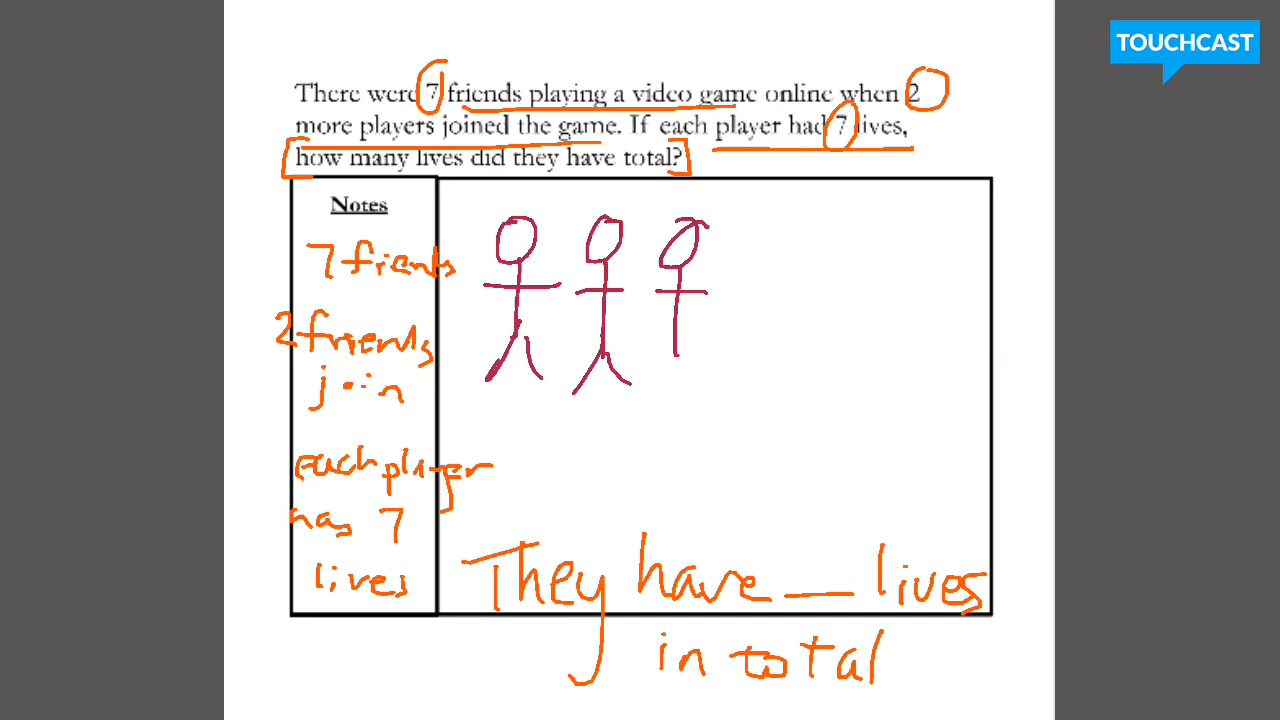 TOUCHCAST
There were 7 friends playing a video game online when 2
more players joined the game. If each player had 7 lives,
how many lives did they have total?
Notes
7 friends
2 friends
join
each player
has 7
lives
They have __ lives
in total